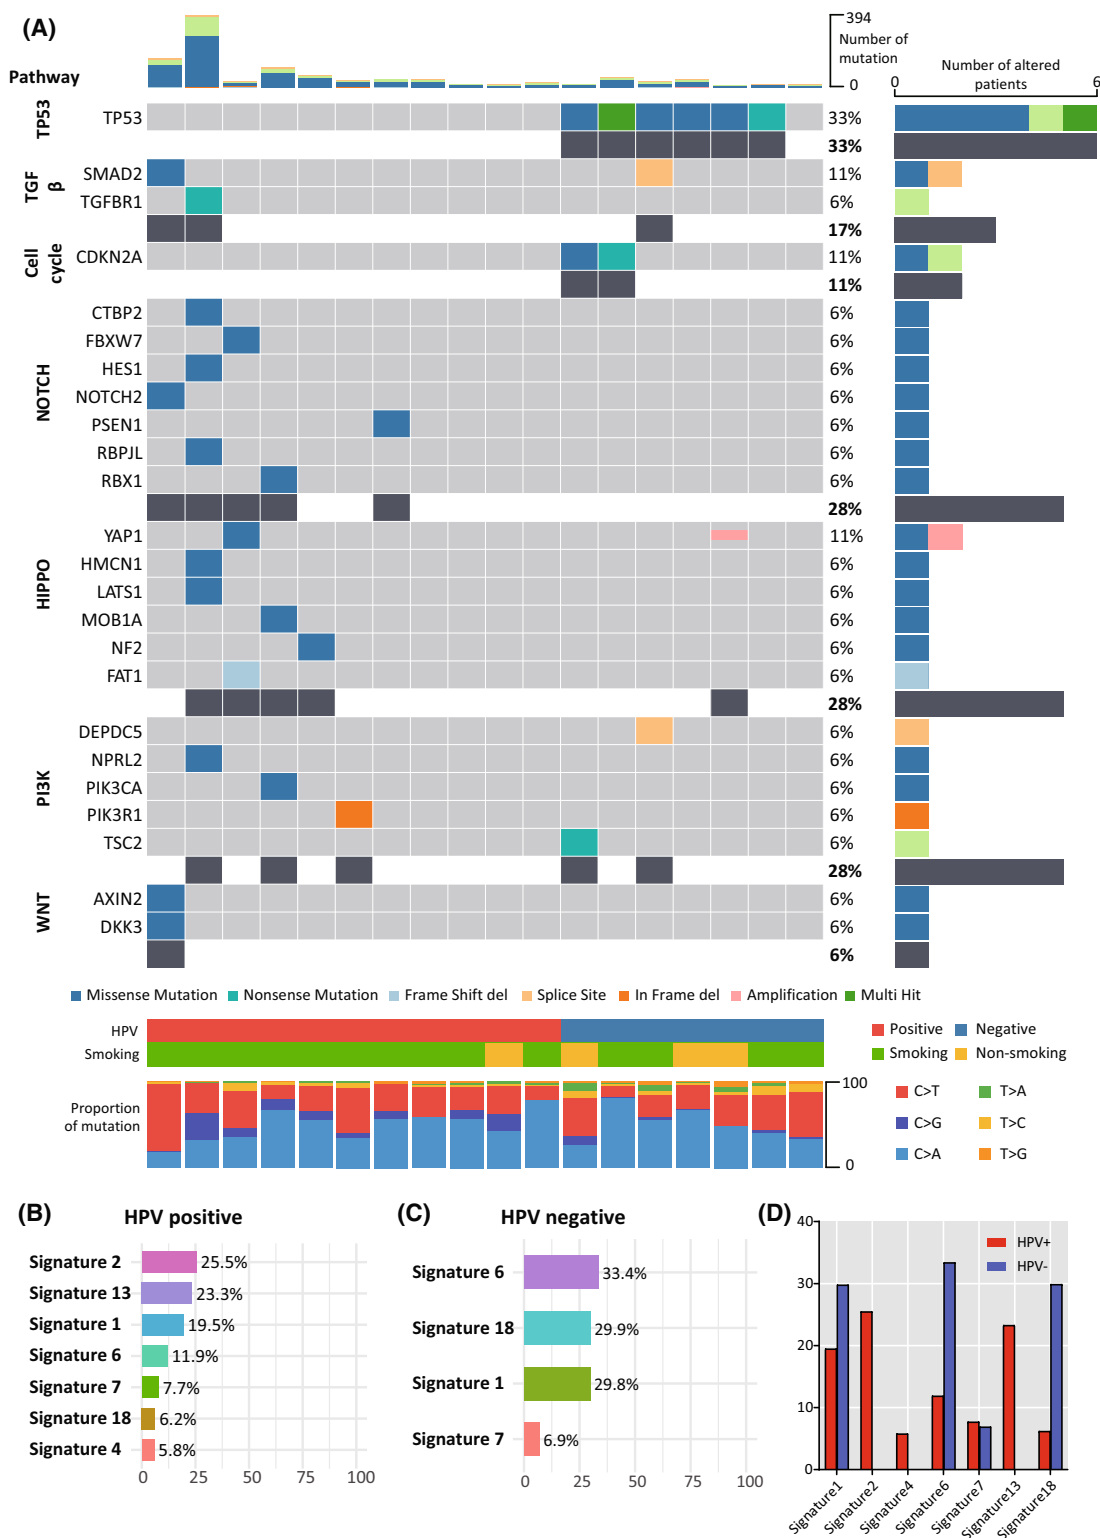 (A)
394
Number of
mutation
0
Pathway
Number of altered
patients
0
6
TP53
TP53
33%
33%
TGF
β
SMAD2
11%
TGFBR1
6%
17%
Cell
cycle
CDKN2A
11%
11%
NOTCH
CTBP2
6%
FBXW7
6%
HES1
6%
NOTCH2
6%
PSEN1
6%
RBPJL
6%
RBX1
6%
28%
HIPPO
YAP1
11%
HMCN1
6%
LATS1
6%
MOB1A
6%
NF2
6%
FAT1
6%
28%
PI3K
DEPDC5
6%
NPRL2
6%
PIK3CA
6%
PIK3R1
6%
TSC2
6%
28%
WNT
AXIN2
6%
DKK3
6%
6%
Missense Mutation Nonsense Mutation Frame Shift del Splice Site In Frame del Amplification Multi Hit
HPV
Positive Negative
Smoking
Smoking Non-smoking
Proportion
of mutation
100
0
C>T T>A
C>G T>C
C>A T>G
(B) HPV positive
Signature 2 25.5%
Signature 13 23.3%
Signature 1 19.5%
Signature 6 11.9%
Signature 7 7.7%
Signature 18 6.2%
Signature 4 5.8%
0 25 50 75 100
(C) HPV negative
Signature 6 33.4%
Signature 18 29.9%
Signature 1 29.8%
Signature 7 6.9%
0 25 50 75 100
(D)
40
30
20
10
0
HPV+
HPV-
Signature1
Signature2
Signature4
Signature6
Signature7
Signature13
Signature18